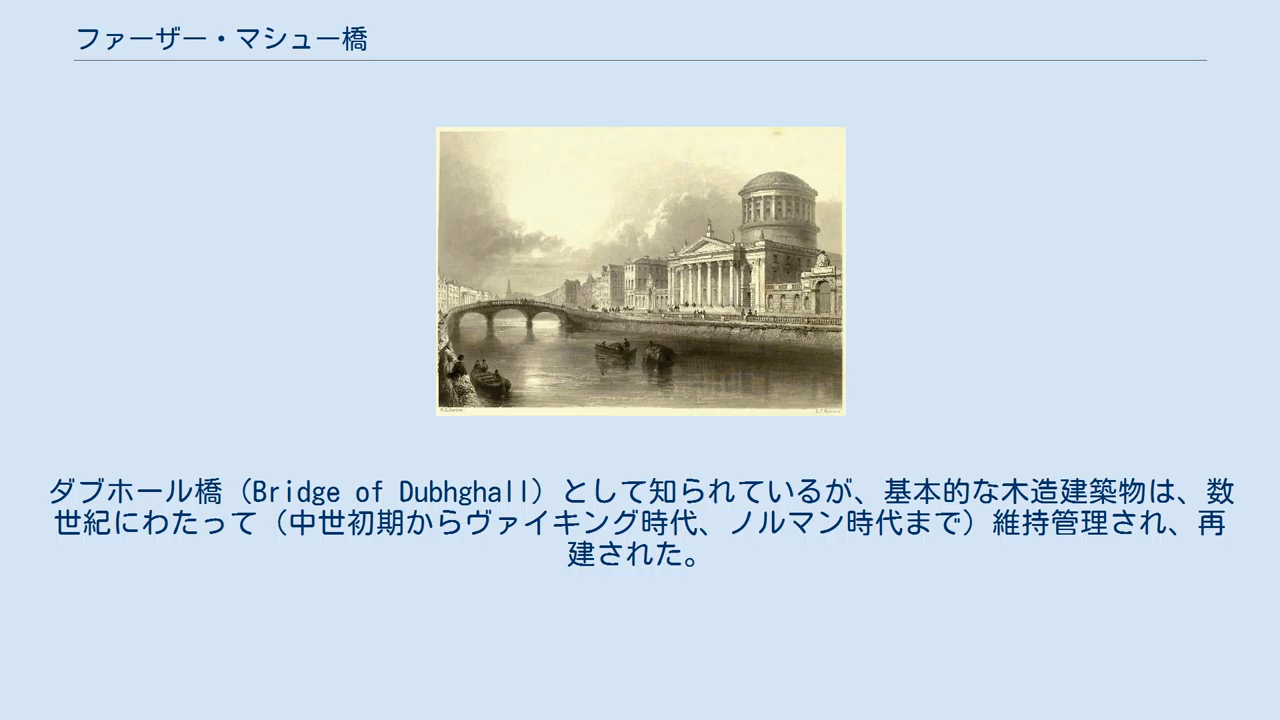 ファーザー・マシュー橋
ダブホール橋（Bridge of Dubhghall）として知られているが、基本的な木造建築物は、数
世紀にわたって（中世初期からヴァイキング時代、ノルマン時代まで）維持管理され、再
建された。